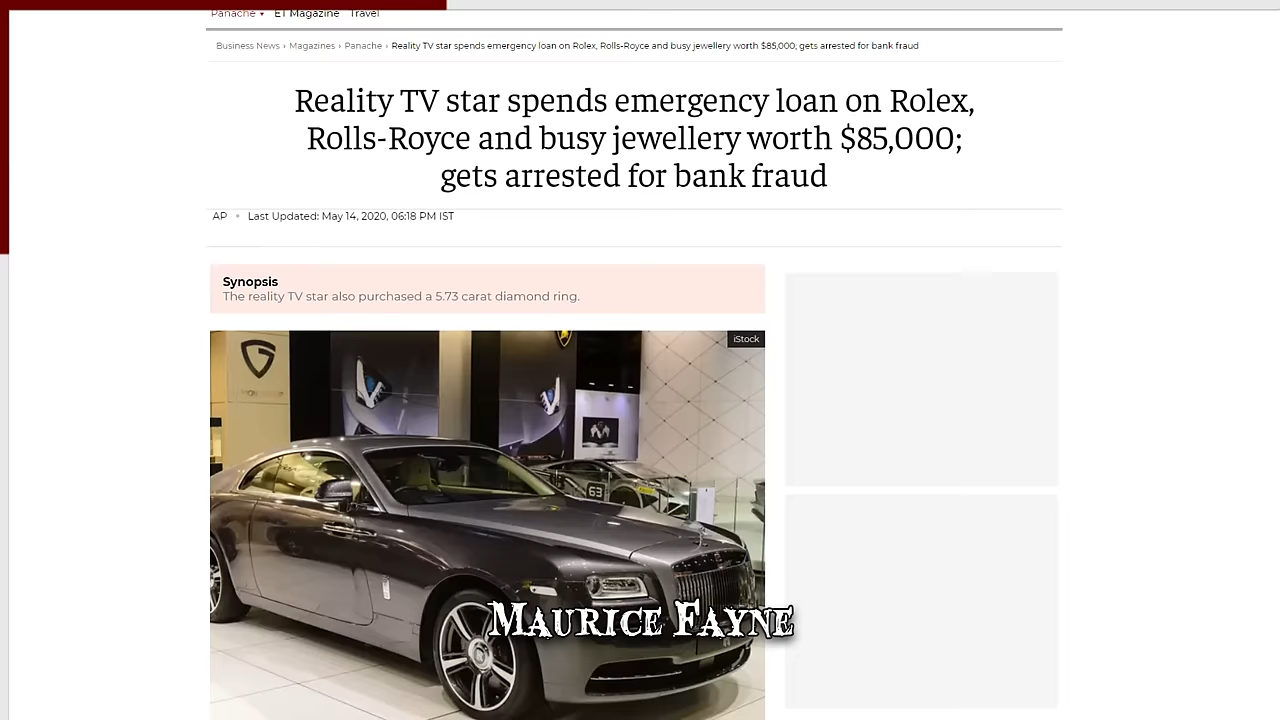 Panache ▾ ET Magazine Travel
Business News › Magazines › Panache › Reality TV star spends emergency loan on Rolex, Rolls-Royce and busy jewellery worth $85,000; gets arrested for bank fraud
Reality TV star spends emergency loan on Rolex,
Rolls-Royce and busy jewellery worth $85,000;
gets arrested for bank fraud
AP • Last Updated: May 14, 2020, 06:18 PM IST
Synopsis
The reality TV star also purchased a 5.73 carat diamond ring.
iStock
63
Maurice Fayne